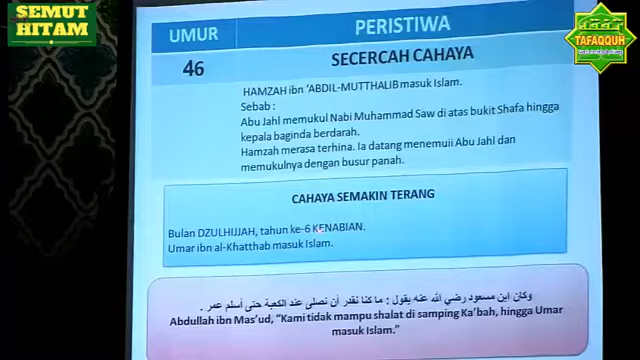 SEMUT
HITAM
TAFAQQUH
UMUR
PERISTIWA
46
SECERCAH CAHAYA
HAMZAH ibn 'ABDIL-MUTTHALIB masuk Islam.
Sebab :
Abu Jahl memukul Nabi Muhammad Saw di atas bukit Shafa hingga
kepala baginda berdarah.
Hamzah merasa terhina. Ia datang menemuii Abu Jahl dan
memukulnya dengan busur panah.
CAHAYA SEMAKIN TERANG
Bulan DZULHIJJAH, tahun ke-6 KENABIAN.
Umar ibn al-Khatthab masuk Islam.
وكان ابن مسعود رضي الله عنه يقول : ما كنا نقدر أن نصلى عند الكعبة حتى أسلم عمر .
Abdullah ibn Mas'ud, "Kami tidak mampu shalat di samping Ka'bah, hingga Umar
masuk Islam."